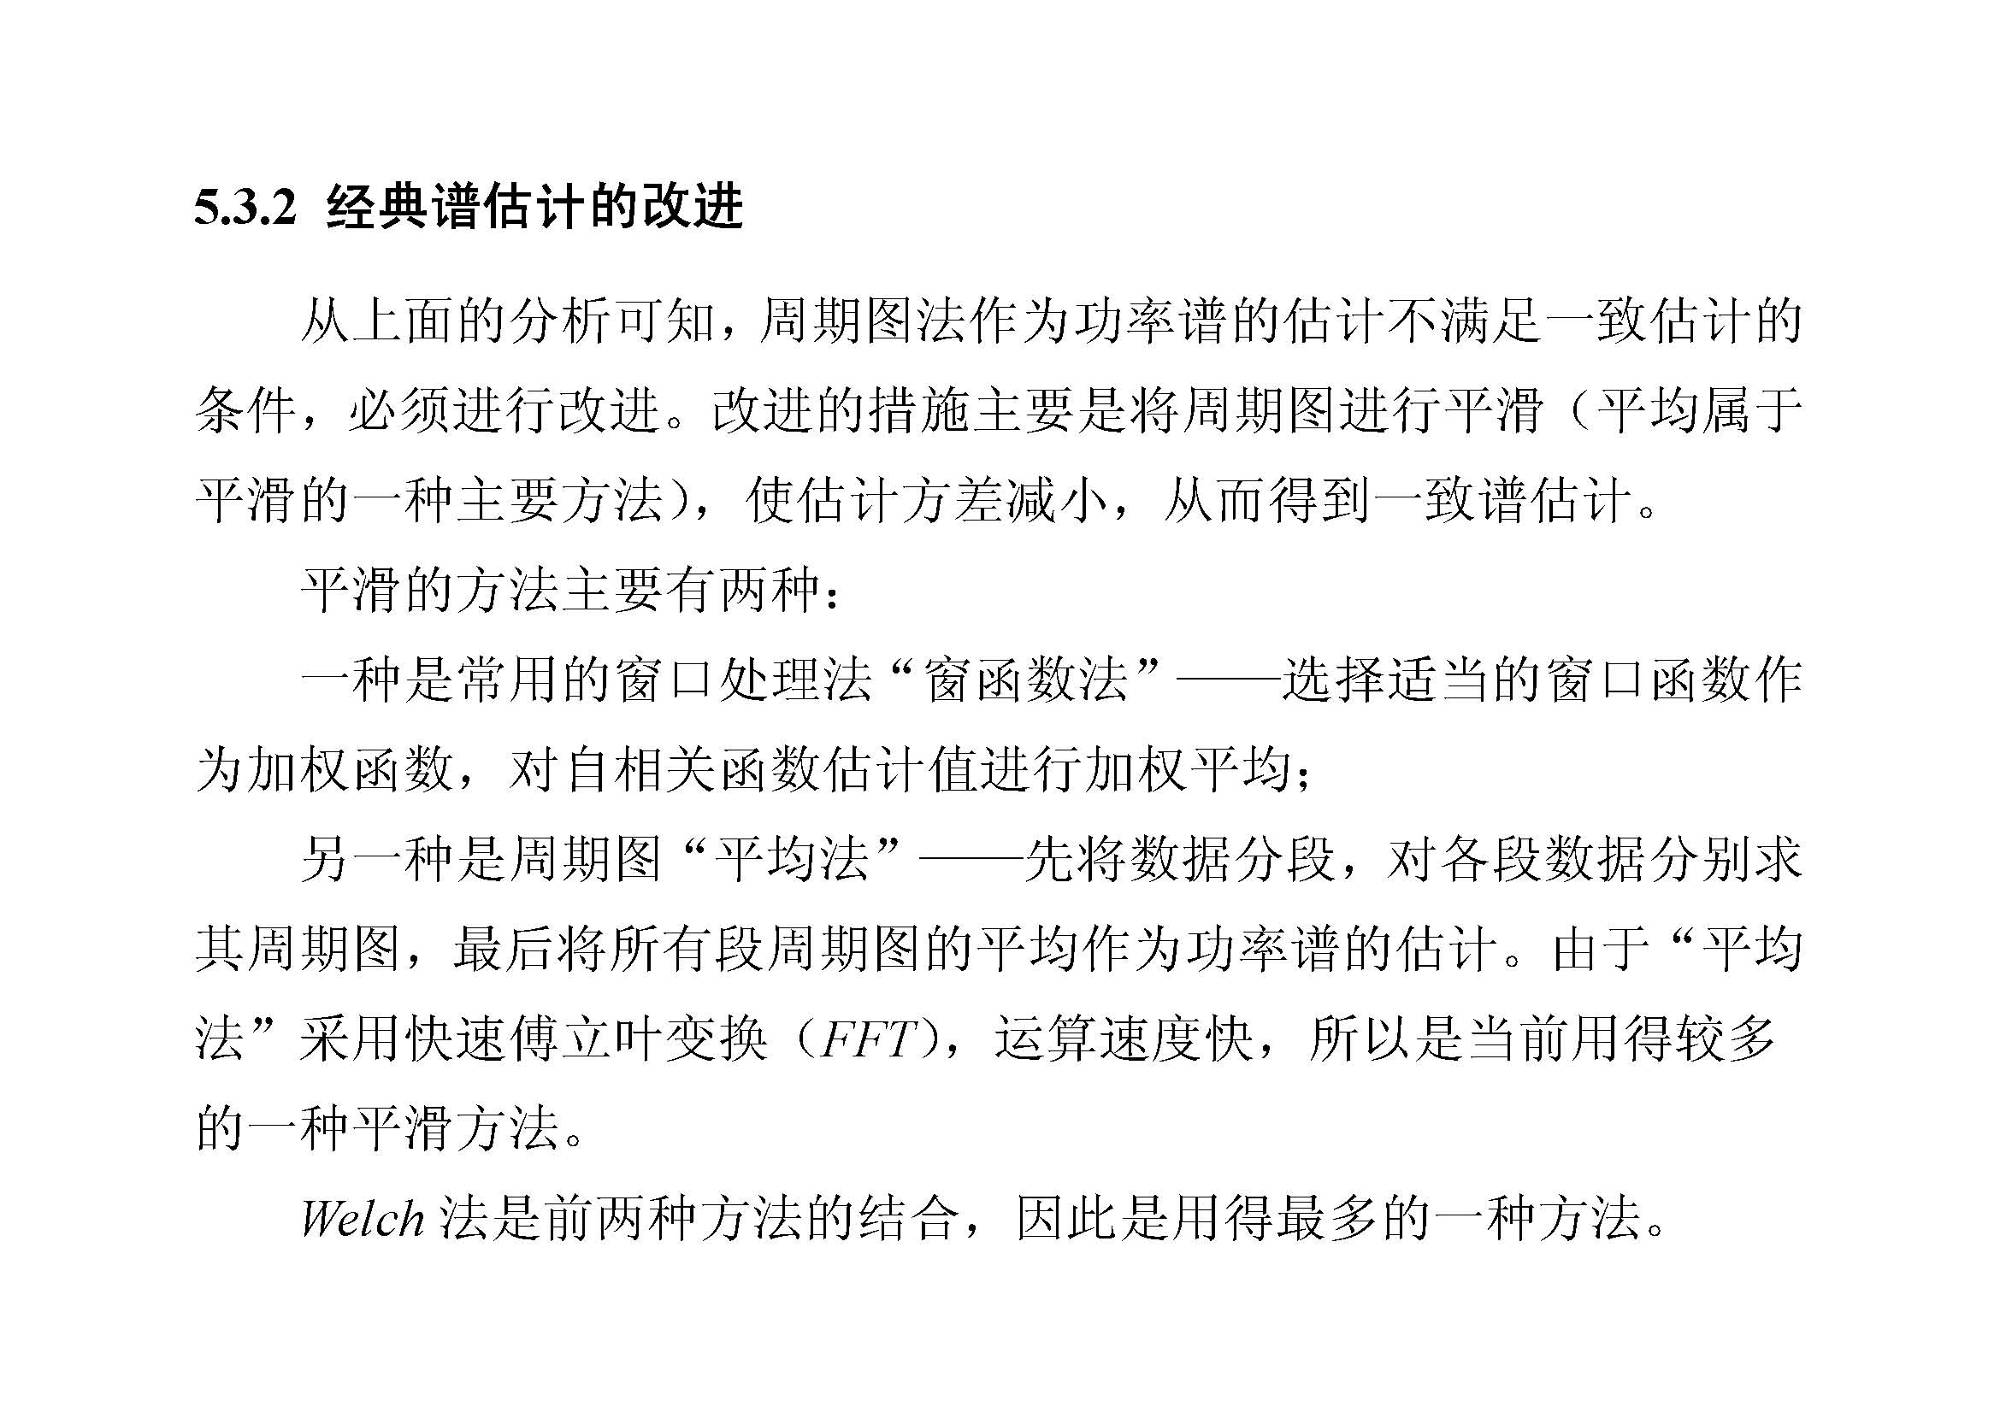 5.3.2 经典谱估计的改进
从上面的分析可知，周期图法作为功率谱的估计不满足一致估计的
条件，必须进行改进。改进的措施主要是将周期图进行平滑（平均属于
平滑的一种主要方法），使估计方差减小，从而得到一致谱估计。
平滑的方法主要有两种：
一种是常用的窗口处理法“窗函数法”——选择适当的窗口函数作
为加权函数，对自相关函数估计值进行加权平均；
另一种是周期图“平均法”——先将数据分段，对各段数据分别求
其周期图，最后将所有段周期图的平均作为功率谱的估计。由于“平均
法”采用快速傅立叶变换（FFT），运算速度快，所以是当前用得较多
的一种平滑方法。
Welch 法是前两种方法的结合，因此是用得最多的一种方法。